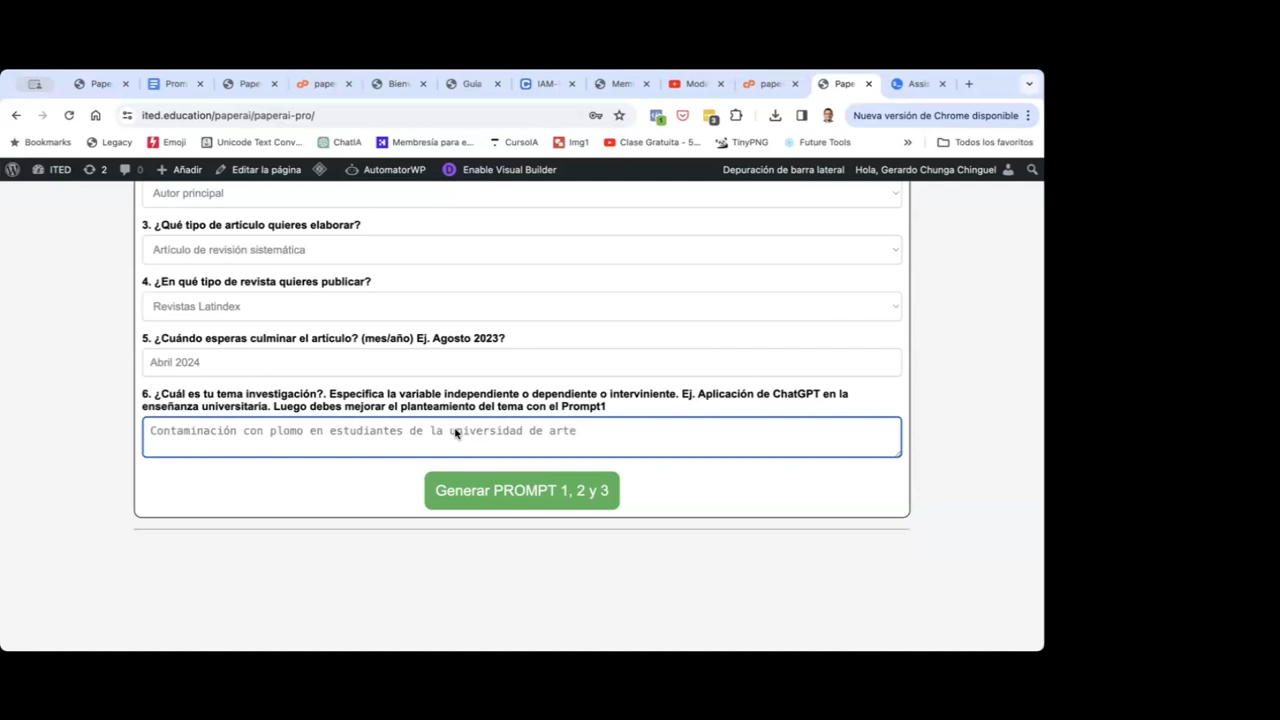 Pape
Prom
Pape
pape
Bien
Guía
IAM-
Mem
Mod
pape
Pape
Assis
ited.education/paperai/paperai-pro/
Nueva versión de Chrome disponible
Bookmarks
Legacy
Emoji
Unicode Text Conv...
ChatIA
Membresía para e...
CursoIA
Img1
Clase Gratuita - 5...
TinyPNG
Future Tools
Todos los favoritos
ITED
2
Añadir
Editar la página
AutomatorWP
Enable Visual Builder
Depuración de barra lateral
Hola, Gerardo Chunga Chinguel
Autor principal
3. ¿Qué tipo de artículo quieres elaborar?
Artículo de revisión sistemática
4. ¿En qué tipo de revista quieres publicar?
Revistas Latindex
5. ¿Cuándo esperas culminar el artículo? (mes/año) Ej. Agosto 2023?
Abril 2024
6. ¿Cuál es tu tema investigación?. Especifica la variable independiente o dependiente o interviniente. Ej. Aplicación de ChatGPT en la
enseñanza universitaria. Luego debes mejorar el planteamiento del tema con el Prompt1
Contaminación con plomo en estudiantes de la universidad de arte
Generar PROMPT 1, 2 y 3